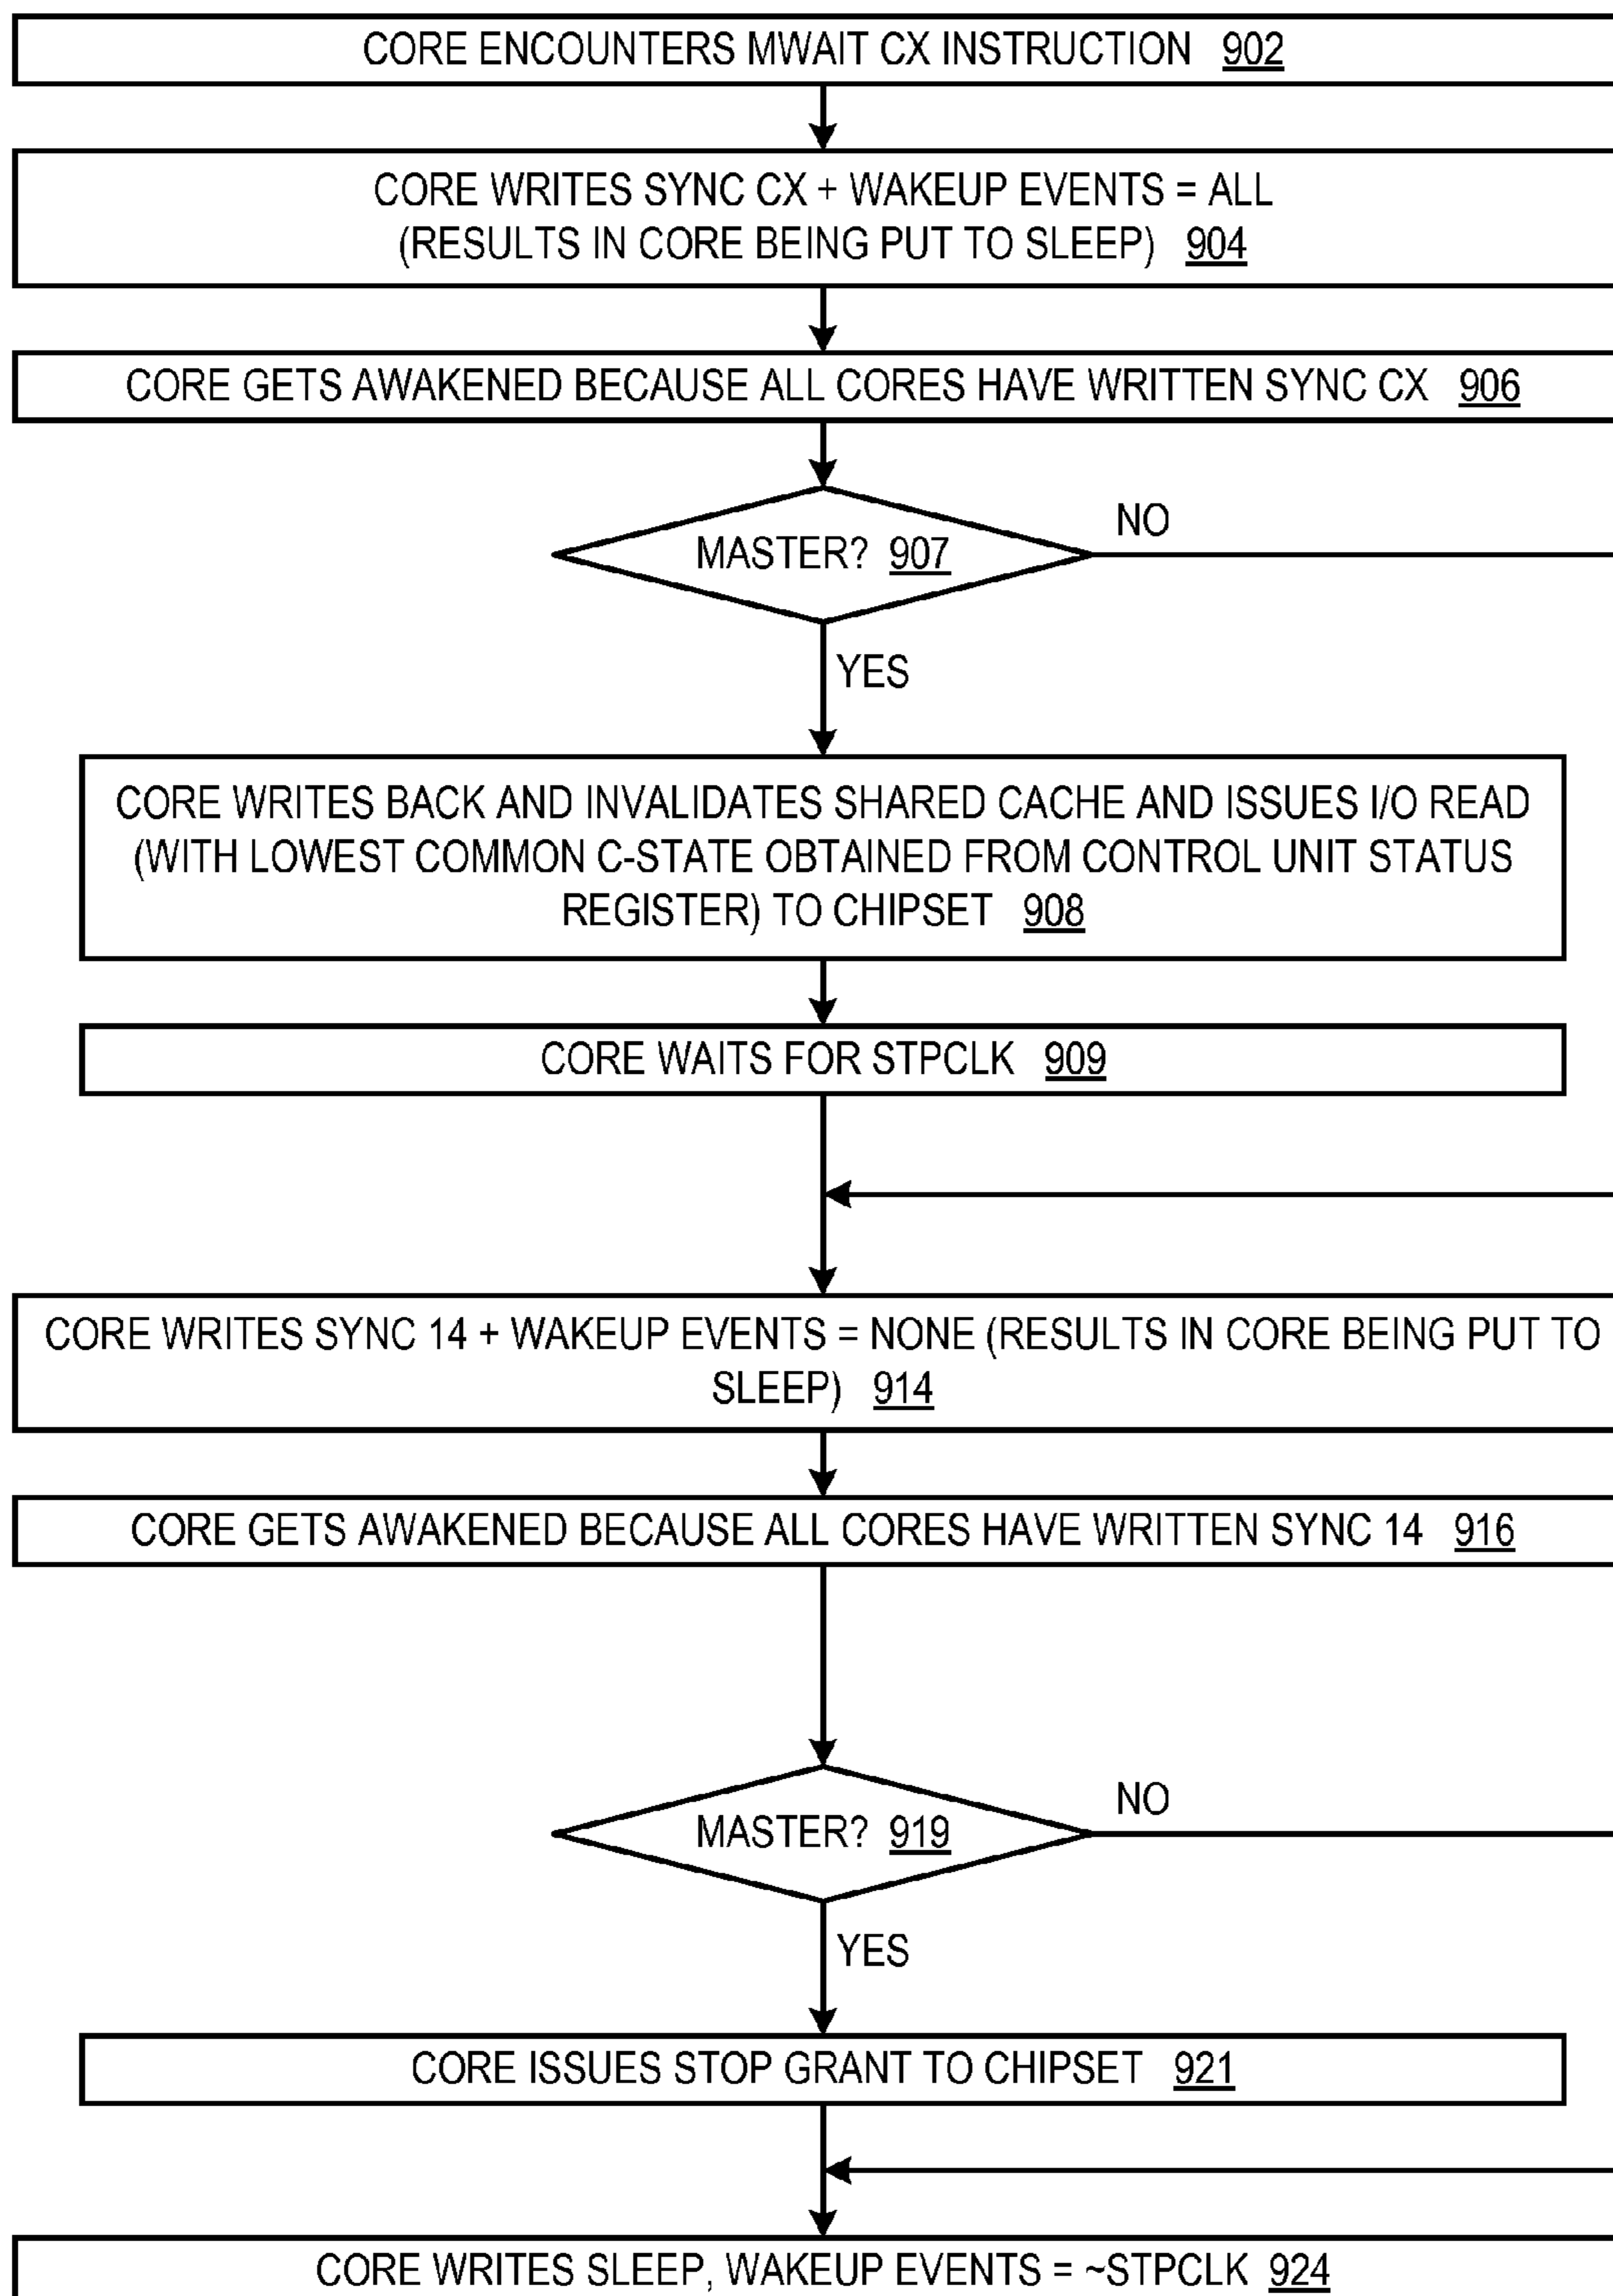 CORE ENCOUNTERS MWAIT CX INSTRUCTION 902
CORE WRITES SYNC CX + WAKEUP EVENTS = ALL
(RESULTS IN CORE BEING PUT TO SLEEP) 904
CORE GETS AWAKENED BECAUSE ALL CORES HAVE WRITTEN SYNC CX 906
NO
MASTER? 907
YES
CORE WRITES BACK AND INVALIDATES SHARED CACHE AND ISSUES I/O READ
(WITH LOWEST COMMON C-STATE OBTAINED FROM CONTROL UNIT STATUS
REGISTER) TO CHIPSET 908
CORE WAITS FOR STPCLK 909
CORE WRITES SYNC 14 + WAKEUP EVENTS = NONE (RESULTS IN CORE BEING PUT TO
SLEEP) 914
CORE GETS AWAKENED BECAUSE ALL CORES HAVE WRITTEN SYNC 14 916
NO
MASTER? 919
YES
CORE ISSUES STOP GRANT TO CHIPSET 921
CORE WRITES SLEEP, WAKEUP EVENTS = ~STPCLK 924